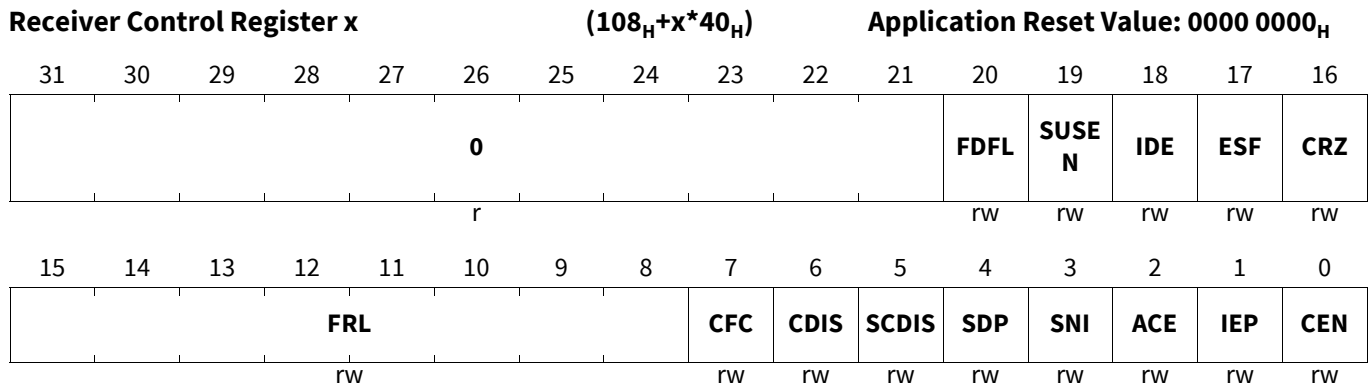 Receiver Control Register x (108H+x*40H) Application Reset Value: 0000 0000H
31 30 29 28 27 26 25 24 23 22 21 20 19 18 17 16
0 FDFL SUSE IDE ESF CRZ
N
r rw rw rw rw rw
15 14 13 12 11 10 9 8 7 6 5 4 3 2 1 0
FRL CFC CDIS SCDIS SDP SNI ACE IEP CEN
rw rw rw rw rw rw rw rw rw